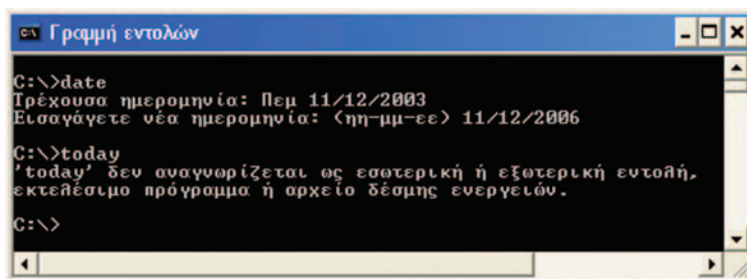 Γραμμή εντολών
C:\>date
Τρέχουσα ημερομηνία: Πεμ 11/12/2003
Εισαγάγετε νέα ημερομηνία: (ηη-μμ-εε) 11/12/2006
C:\>today
'today' δεν αναγνωρίζεται ως εσωτερική ή εξωτερική εντολή,
εκτελέσιμο πρόγραμμα ή αρχείο δέσμης ενεργειών.
C:\>